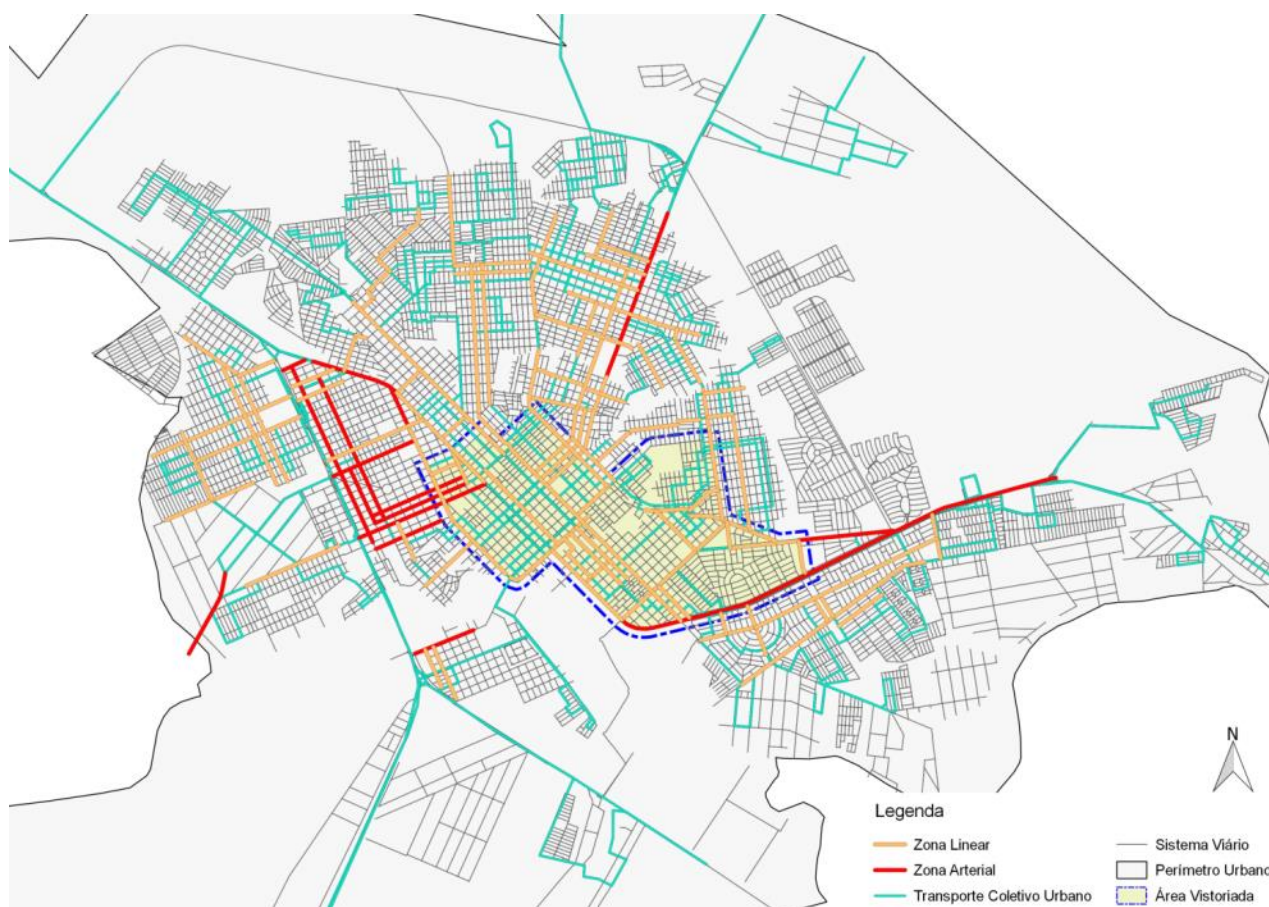 N
Legenda
Zona Linear
Zona Arterial
Transporte Coletivo Urbano
Sistema Viário
Perímetro Urbano
Área Vistoriada